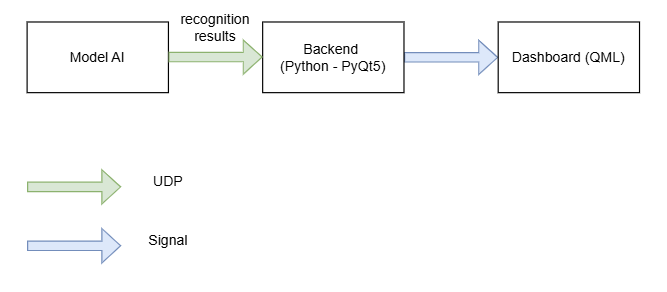 recognition
results
Model AI
Backend
(Python - PyQt5)
Dashboard (QML)
UDP
Signal